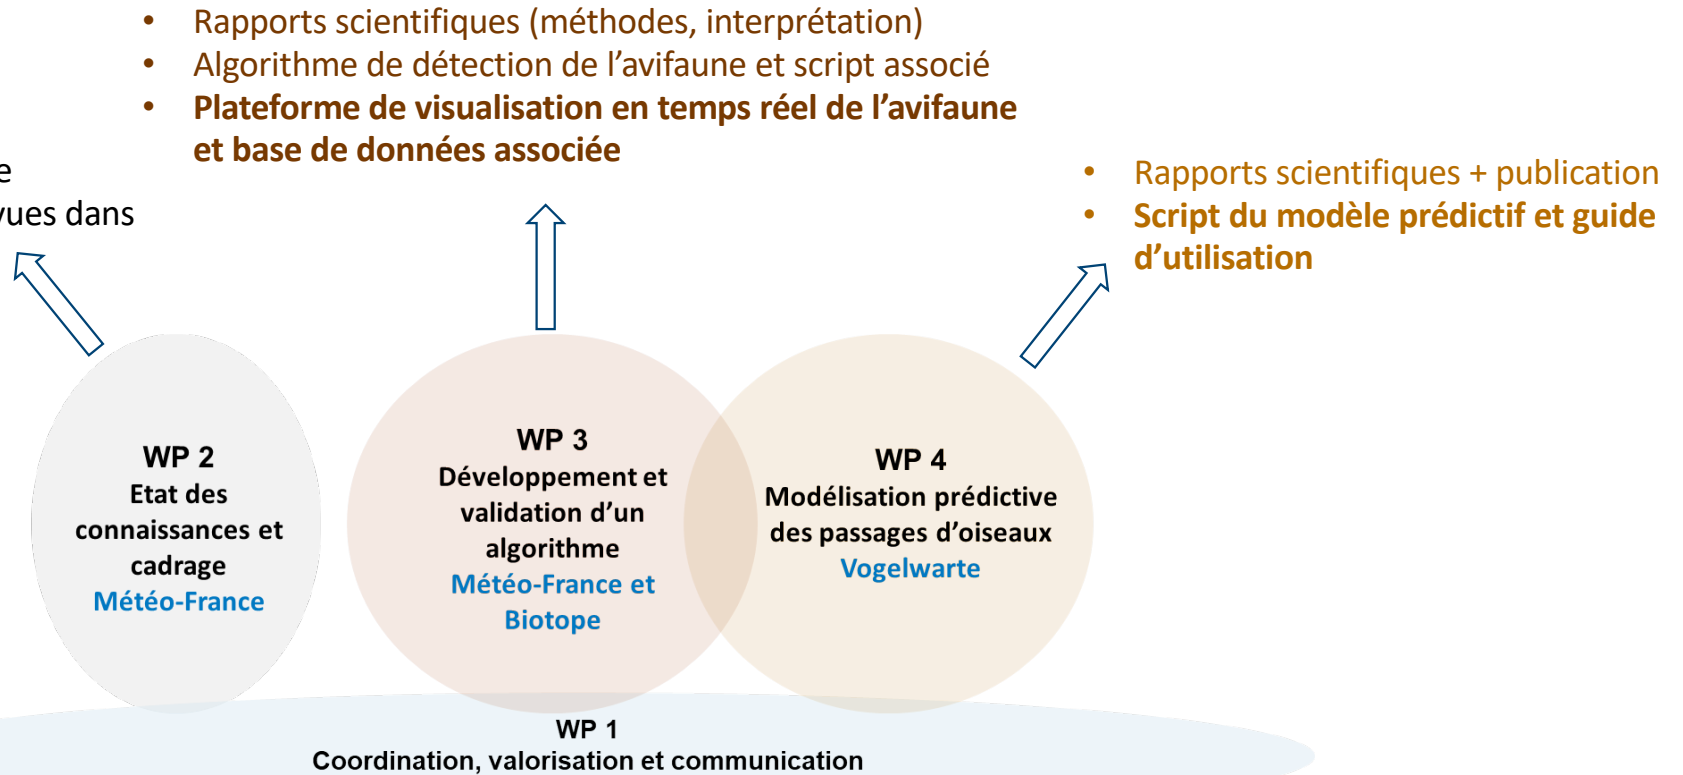 • Rapports scientifiques (méthodes, interprétation)
• Algorithme de détection de l’avifaune et script associé
• Plateforme de visualisation en temps réel de l’avifaune
et base de données associée
vues dans
• Rapports scientifiques + publication
• Script du modèle prédictif et guide
d’utilisation
WP 2
Etat des
connaissances et
cadrage
Météo-France
WP 3
Développement et
validation d’un
algorithme
Météo-France et
Biotope
WP 4
Modélisation prédictive
des passages d’oiseaux
Vogelwarte
WP 1
Coordination, valorisation et communication